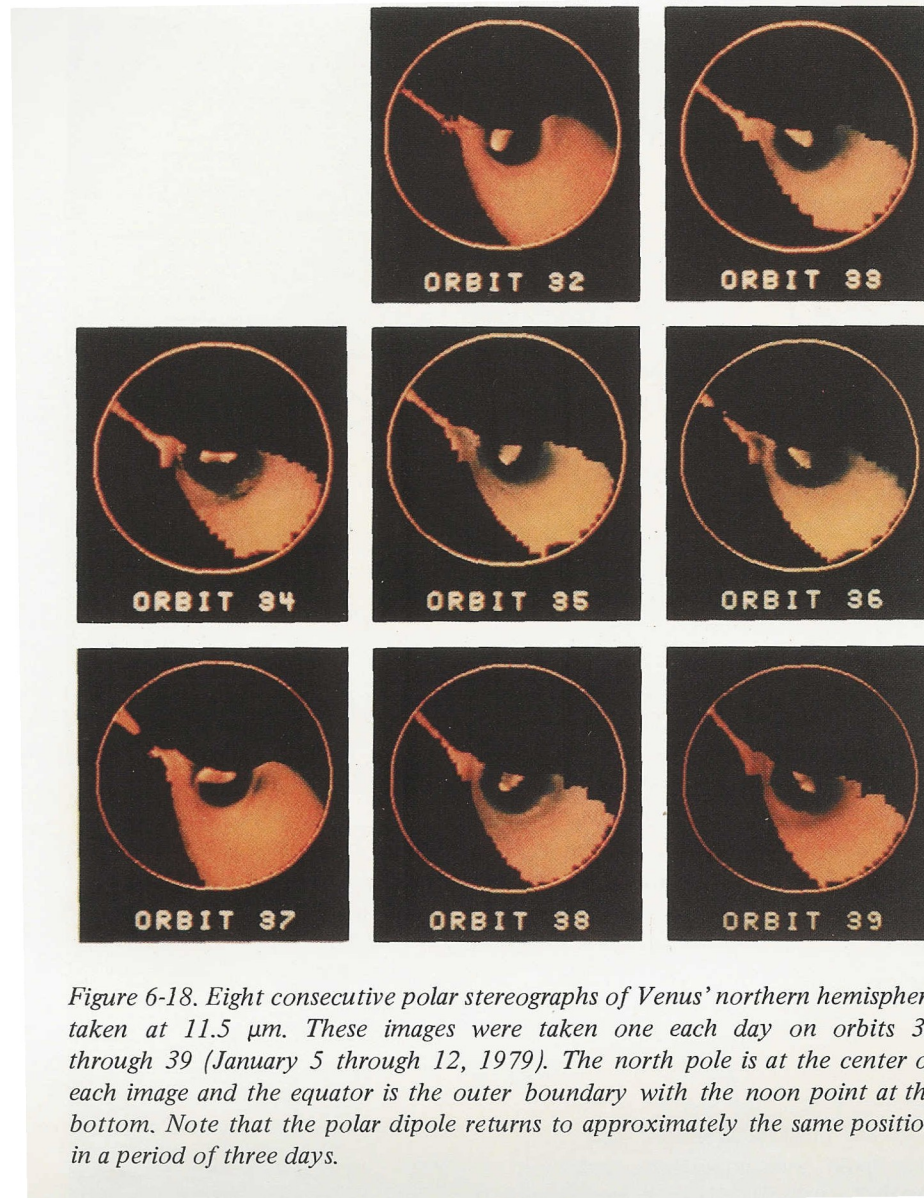 ORBIT 32
ORBIT 33
ORBIT 34
ORBIT 35
ORBIT 36
ORBIT 37
ORBIT 38
ORBIT 39
Figure 6-18. Eight consecutive polar stereographs of Venus' northern hemispher
taken at 11.5 μm. These images were taken one each day on orbits 3
through 39 (January 5 through 12, 1979). The north pole is at the center o
each image and the equator is the outer boundary with the noon point at th
bottom. Note that the polar dipole returns to approximately the same positio
in a period of three days.